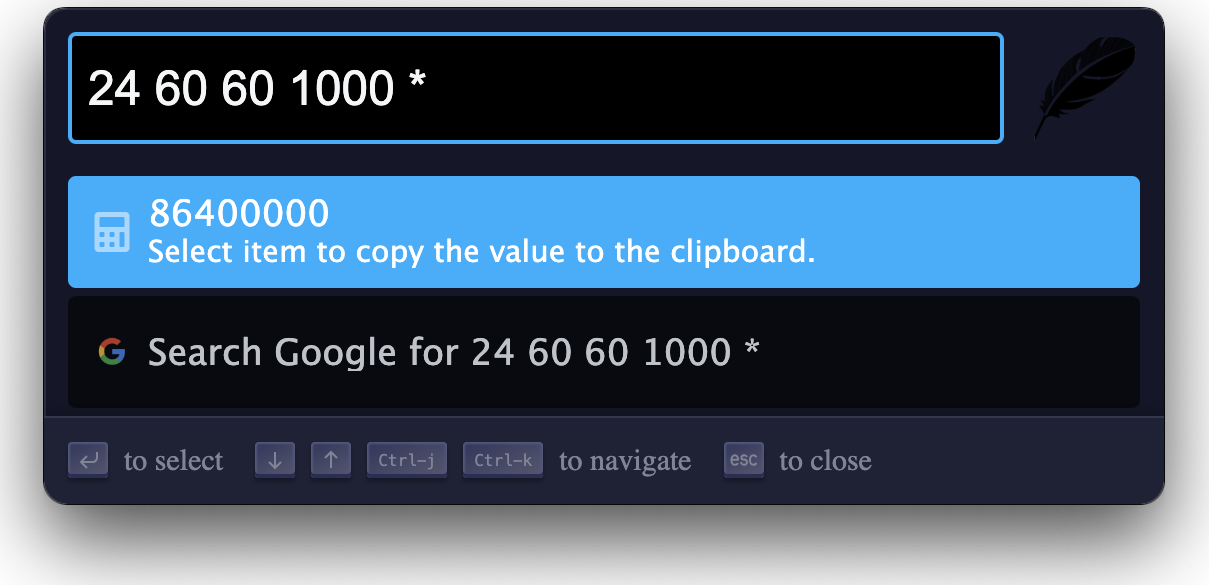 24 60 60 1000 *
86400000
Select item to copy the value to the clipboard.
Search Google for 24 60 60 1000 *
↵ to select ↓ ↑ Ctrl-j Ctrl-k to navigate esc to close